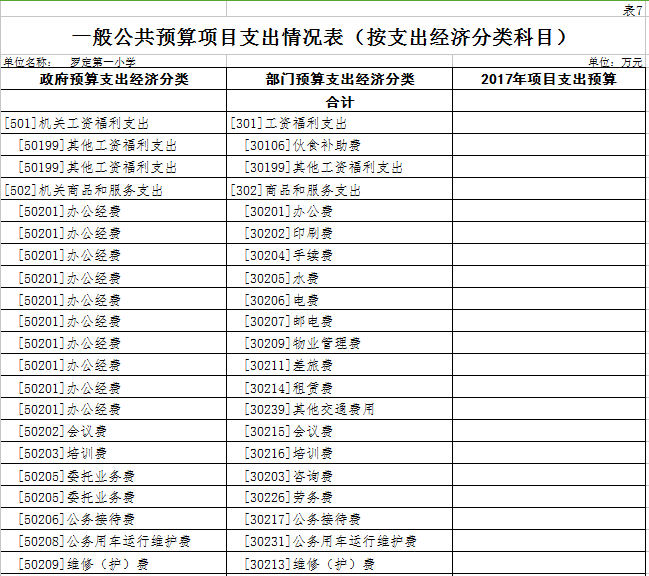 表7
一般公共预算项目支出情况表（按支出经济分类科目）
单位名称： 罗定第一小学 单位：万元
政府预算支出经济分类 部门预算支出经济分类 2017年项目支出预算
合计
[501]机关工资福利支出 [301]工资福利支出
[50199]其他工资福利支出 [30106]伙食补助费
[50199]其他工资福利支出 [30199]其他工资福利支出
[502]机关商品和服务支出 [302]商品和服务支出
[50201]办公经费 [30201]办公费
[50201]办公经费 [30202]印刷费
[50201]办公经费 [30204]手续费
[50201]办公经费 [30205]水费
[50201]办公经费 [30206]电费
[50201]办公经费 [30207]邮电费
[50201]办公经费 [30209]物业管理费
[50201]办公经费 [30211]差旅费
[50201]办公经费 [30214]租赁费
[50201]办公经费 [30239]其他交通费用
[50202]会议费 [30215]会议费
[50203]培训费 [30216]培训费
[50205]委托业务费 [30203]咨询费
[50205]委托业务费 [30226]劳务费
[50206]公务接待费 [30217]公务接待费
[50208]公务用车运行维护费 [30231]公务用车运行维护费
[50209]维修（护）费 [30213]维修（护）费